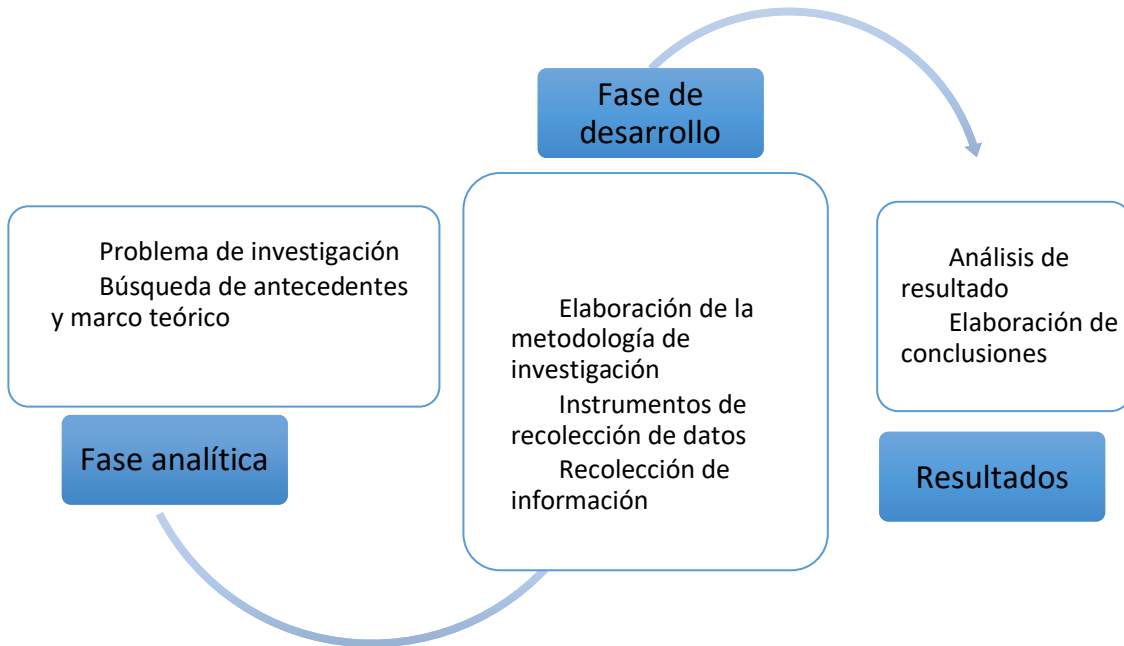 Problema de investigación
Búsqueda de antecedentes
y marco teórico
Fase analítica
Fase de
desarrollo
Elaboración de la
metodología de
investigación
Instrumentos de
recolección de datos
Recolección de
información
Análisis de
resultado
Elaboración de
conclusiones
Resultados